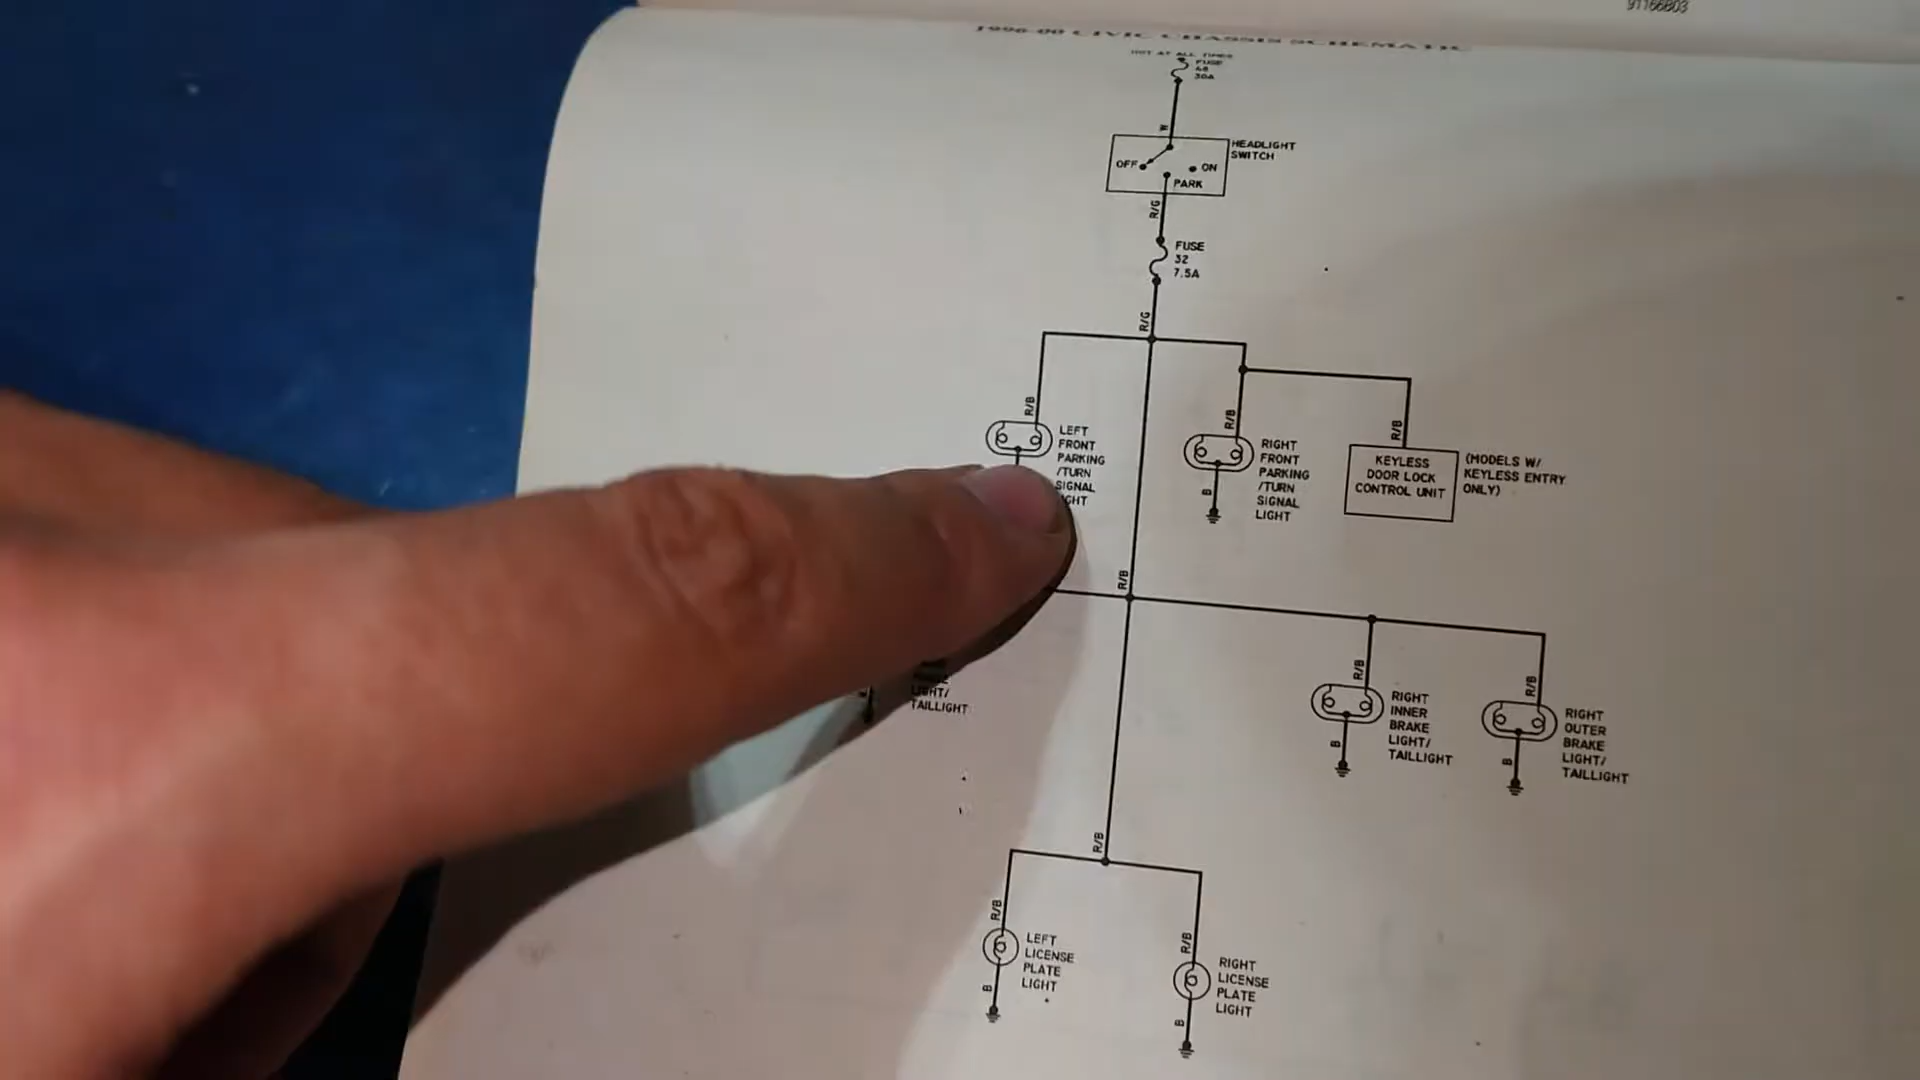 91166B03
1996-00 CIVIC CHASSIS SCHEMATIC
HOT AT ALL TIMES
FUSE
48
30A
W
HEADLIGHT
SWITCH
OFF
ON
PARK
R/G
FUSE
32
7.5A
R/G
R/B
LEFT
FRONT
PARKING
/TURN
SIGNAL
R/B
RIGHT
FRONT
PARKING
/TURN
SIGNAL
LIGHT
B
R/B
KEYLESS
DOOR LOCK
CONTROL UNIT
(MODELS W/
KEYLESS ENTRY
ONLY)
R/B
LIGHT/
TAILLIGHT
R/B
RIGHT
INNER
BRAKE
LIGHT/
TAILLIGHT
B
R/B
RIGHT
OUTER
BRAKE
LIGHT/
TAILLIGHT
B
R/B
R/B
LEFT
LICENSE
PLATE
LIGHT
B
R/B
RIGHT
LICENSE
PLATE
LIGHT
B